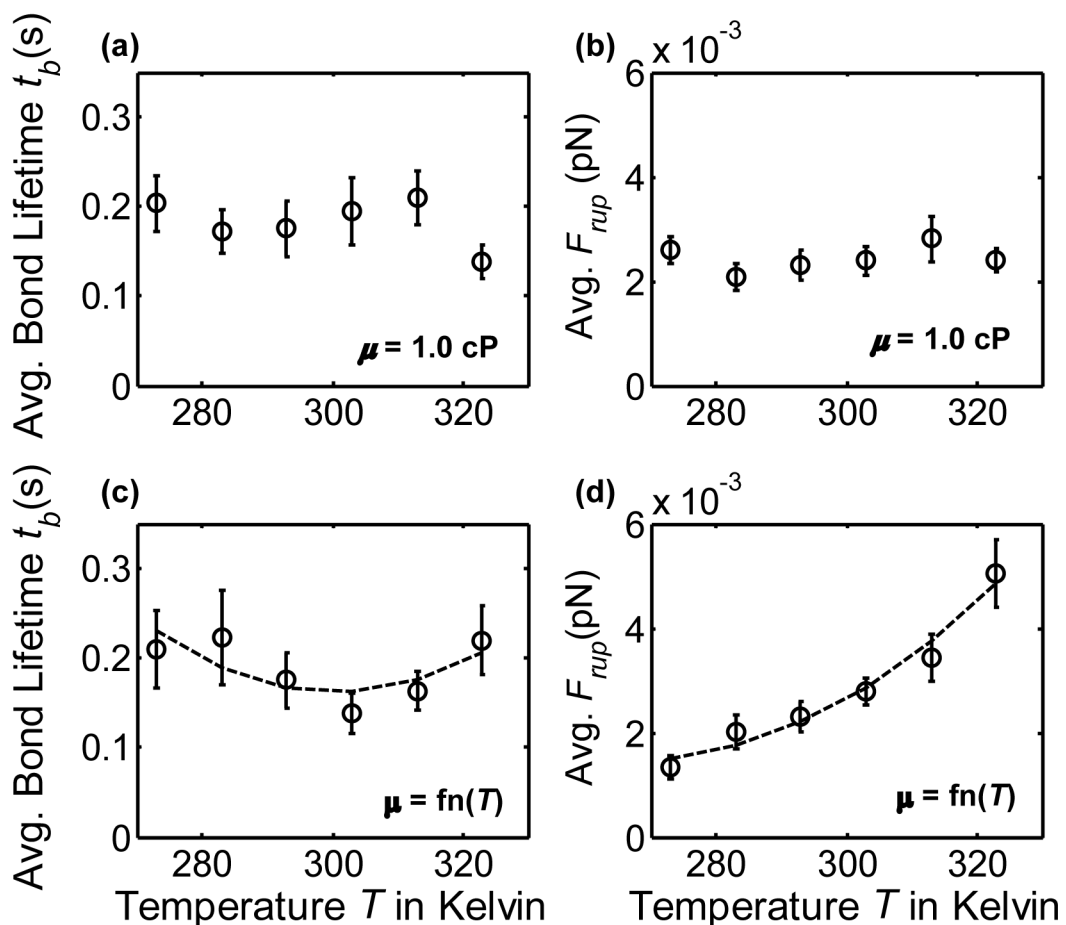 (a)
Avg. Bond Lifetime t_b(s)
0.3
0.2
0.1
0
280 300 320
μ = 1.0 cP
(b)
x 10^-3
Avg. F_rup (pN)
6
4
2
0
280 300 320
μ = 1.0 cP
(c)
Avg. Bond Lifetime t_b(s)
0.3
0.2
0.1
0
280 300 320
μ = fn(T)
Temperature T in Kelvin
(d)
x 10^-3
Avg. F_rup(pN)
6
4
2
0
280 300 320
μ = fn(T)
Temperature T in Kelvin